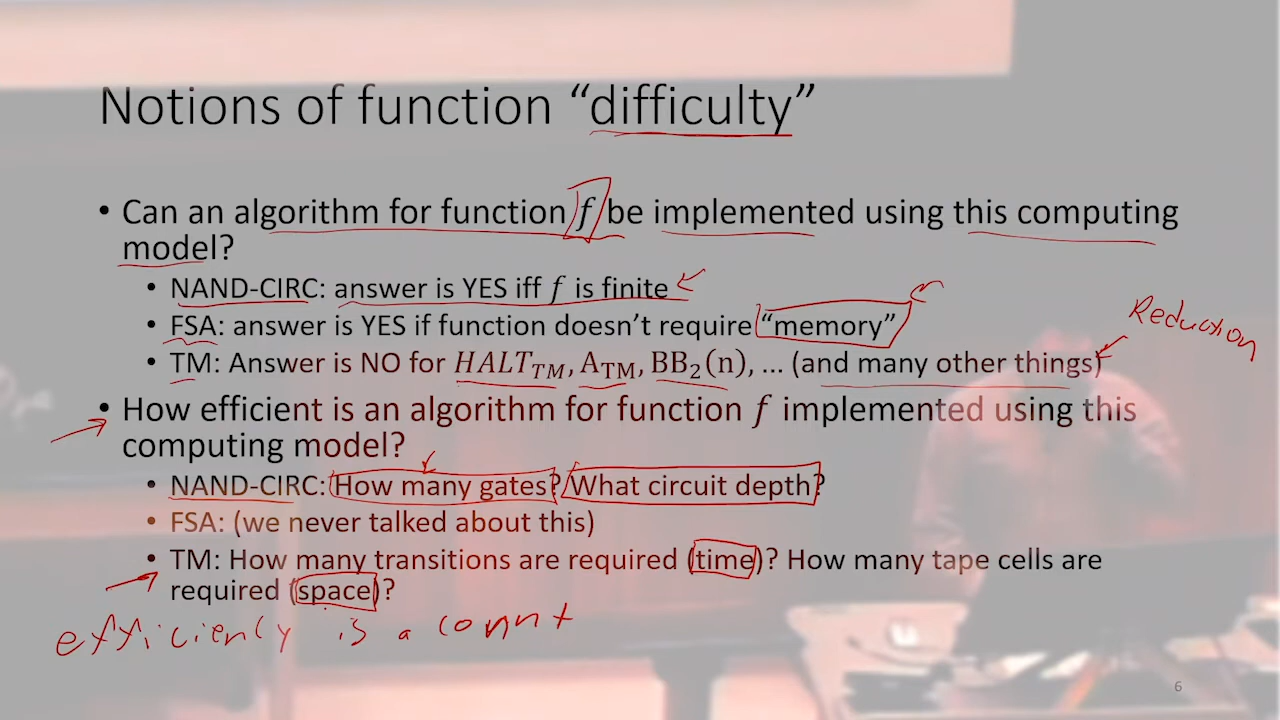 Notions of function “difficulty”
• Can an algorithm for function f be implemented using this computing
model?
• NAND-CIRC: answer is YES iff f is finite
• FSA: answer is YES if function doesn’t require “memory”
Reduction
• TM: Answer is NO for HALT_TM, A_TM, BB_2(n), ... (and many other things)
• How efficient is an algorithm for function f implemented using this
computing model?
• NAND-CIRC: How many gates? What circuit depth?
• FSA: (we never talked about this)
• TM: How many transitions are required (time)? How many tape cells are
required (space)?
efficiency is a count
6